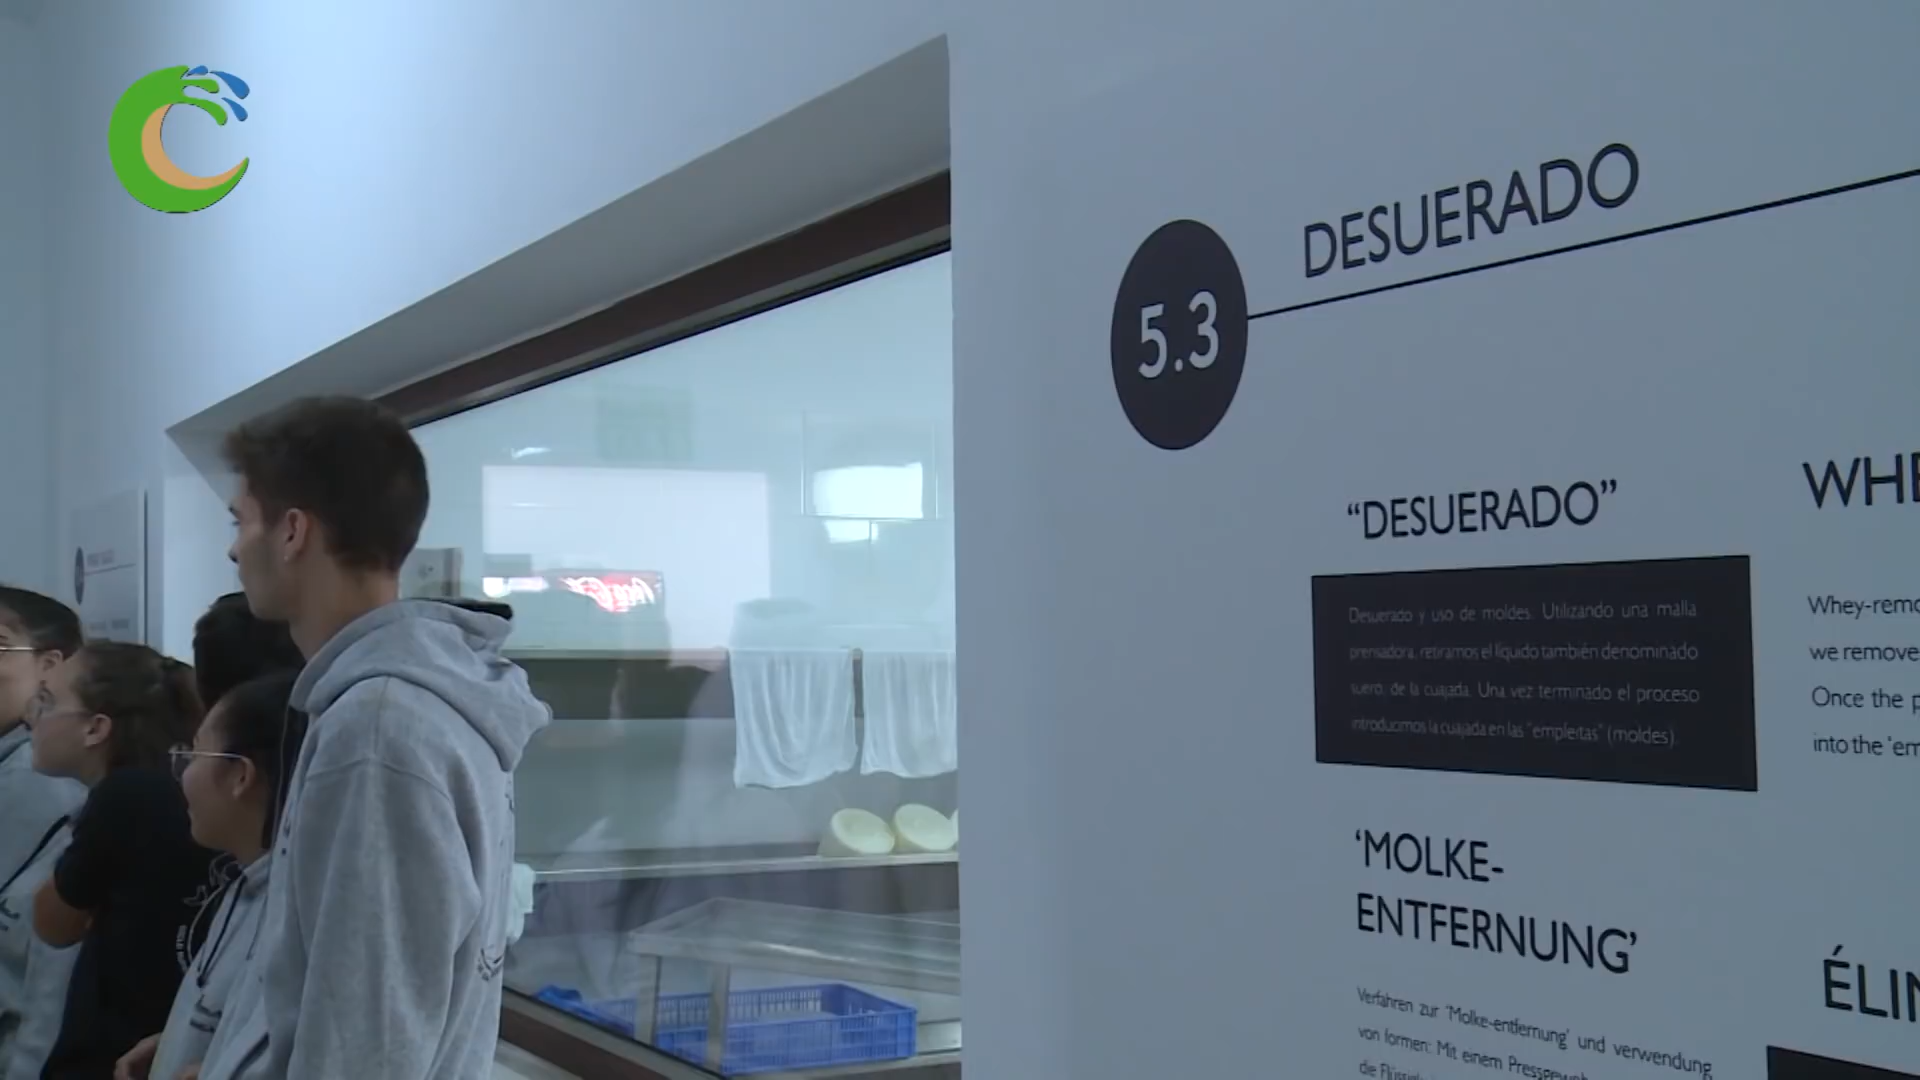 DESUERADO
5.3
“DESUERADO”
Desuerado y uso de moldes. Utilizando una malla
prensadora, retiramos el líquido también denominado
suero, de la cuajada. Una vez terminado el proceso
introducimos la cuajada en las "empleitas" (moldes).
Whey-remo
we remove
Once the p
into the 'em
‘MOLKE-
ENTFERNUNG’
Verfahren zur 'Molke-entfernung' und verwendung
von formen: Mit einem
die
ÉLI